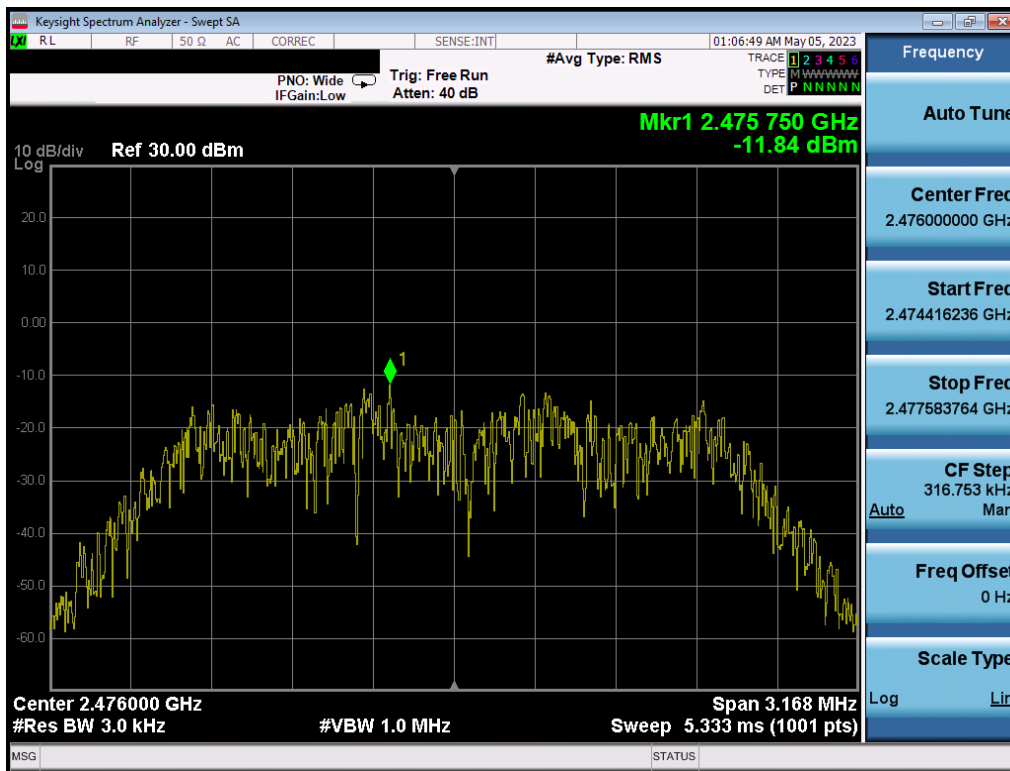 Keysight Spectrum Analyzer - Swept SA
LXI RL RF 50 Ω AC CORREC SENSE:INT 01:06:49 AM May 05, 2023
#Avg Type: RMS
TRACE 1 2 3 4 5 6
PNO: Wide Trig: Free Run TYPE M W W W W W
IFGain:Low Atten: 40 dB DET P N N N N N
Mkr1 2.475 750 GHz
-11.84 dBm
10 dB/div Ref 30.00 dBm
Log
20.0
10.0
0.00
1
-10.0
-20.0
-30.0
-40.0
-50.0
-60.0
Center 2.476000 GHz Span 3.168 MHz
#Res BW 3.0 kHz #VBW 1.0 MHz Sweep 5.333 ms (1001 pts)
MSG STATUS
Frequency
Auto Tune
Center Freq
2.476000000 GHz
Start Freq
2.474416236 GHz
Stop Freq
2.477583764 GHz
CF Step
316.753 kHz
Auto Man
Freq Offset
0 Hz
Scale Type
Log Lin